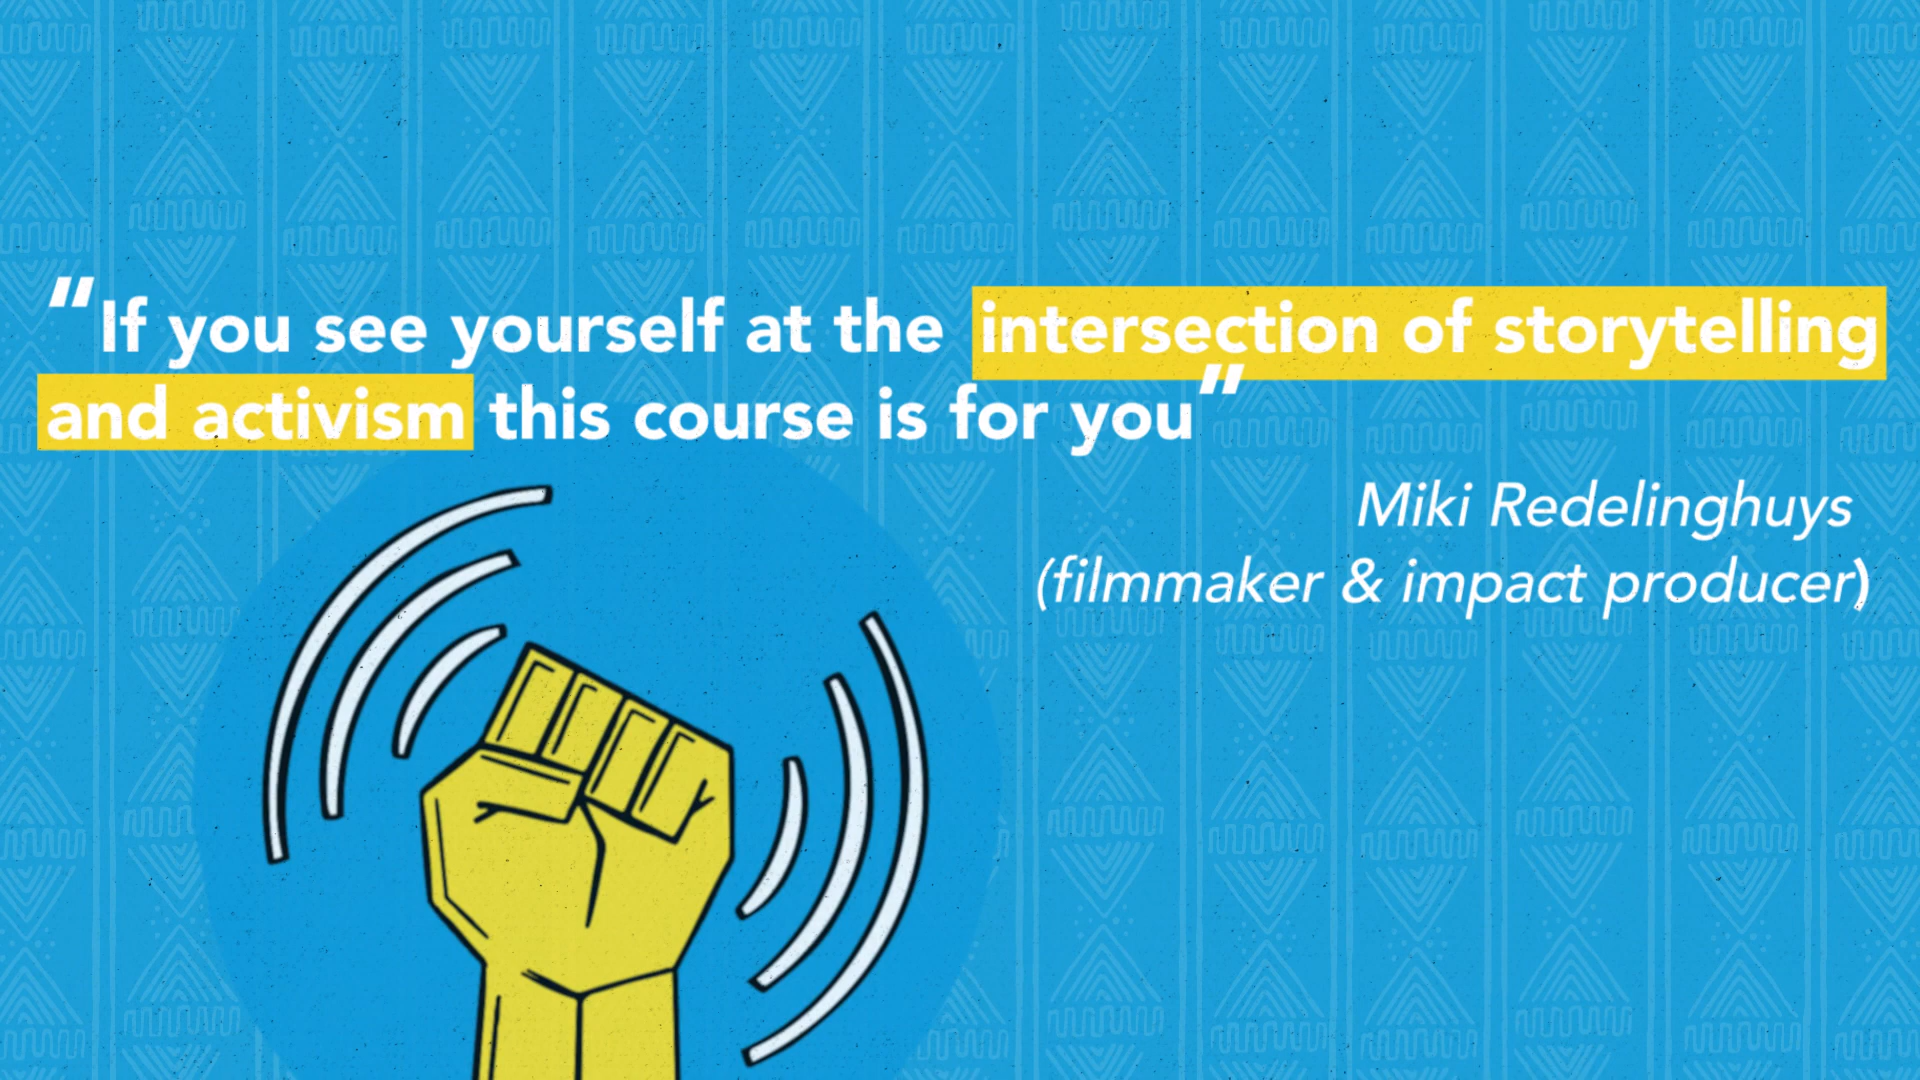 “If you see yourself at the intersection of storytelling
and activism this course is for you”
Miki Redelinghuys
(filmmaker & impact producer)